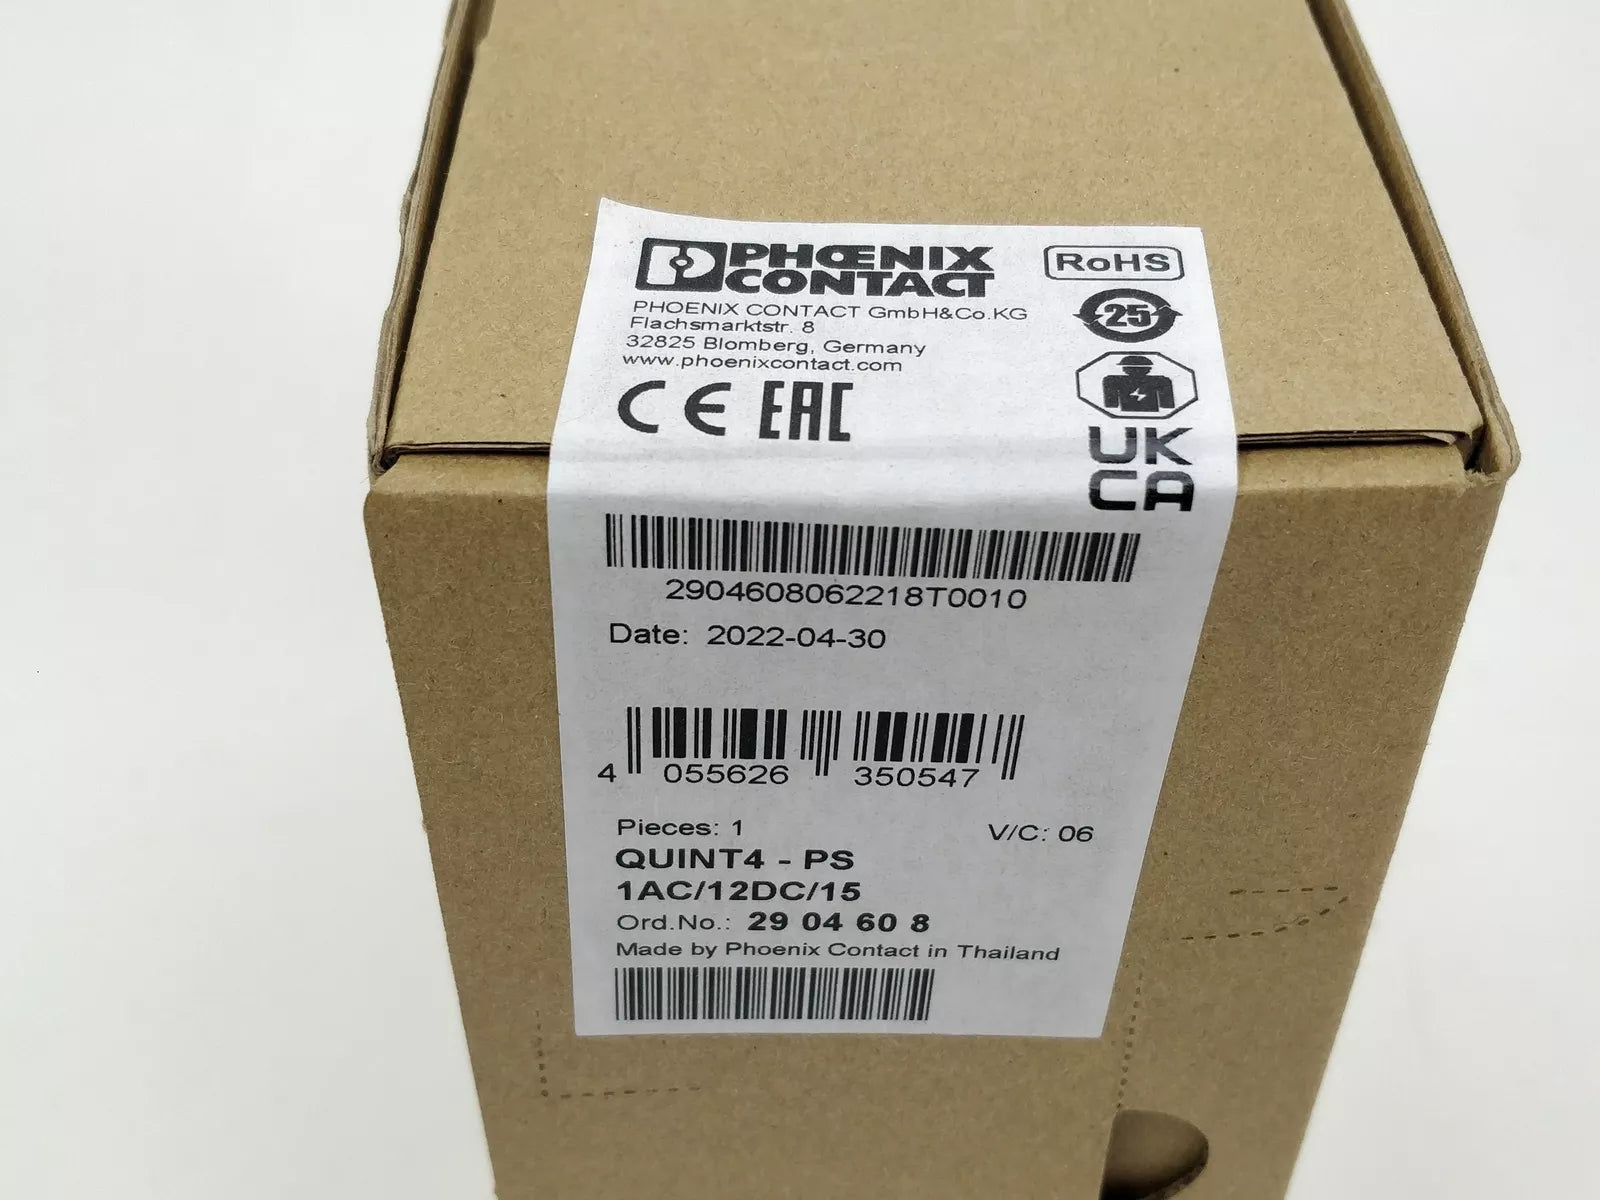 PHŒNIX
CONTACT
RoHS
PHOENIX CONTACT GmbH&Co.KG
Flachsmarktstr. 8
32825 Blomberg, Germany
www.phoenixcontact.com
25
CE EAC
UK
CA
2904608062218T0010
Date: 2022-04-30
4 055626 350547
Pieces: 1 V/C: 06
QUINT4 - PS
1AC/12DC/15
Ord.No.: 29 04 60 8
Made by Phoenix Contact in Thailand